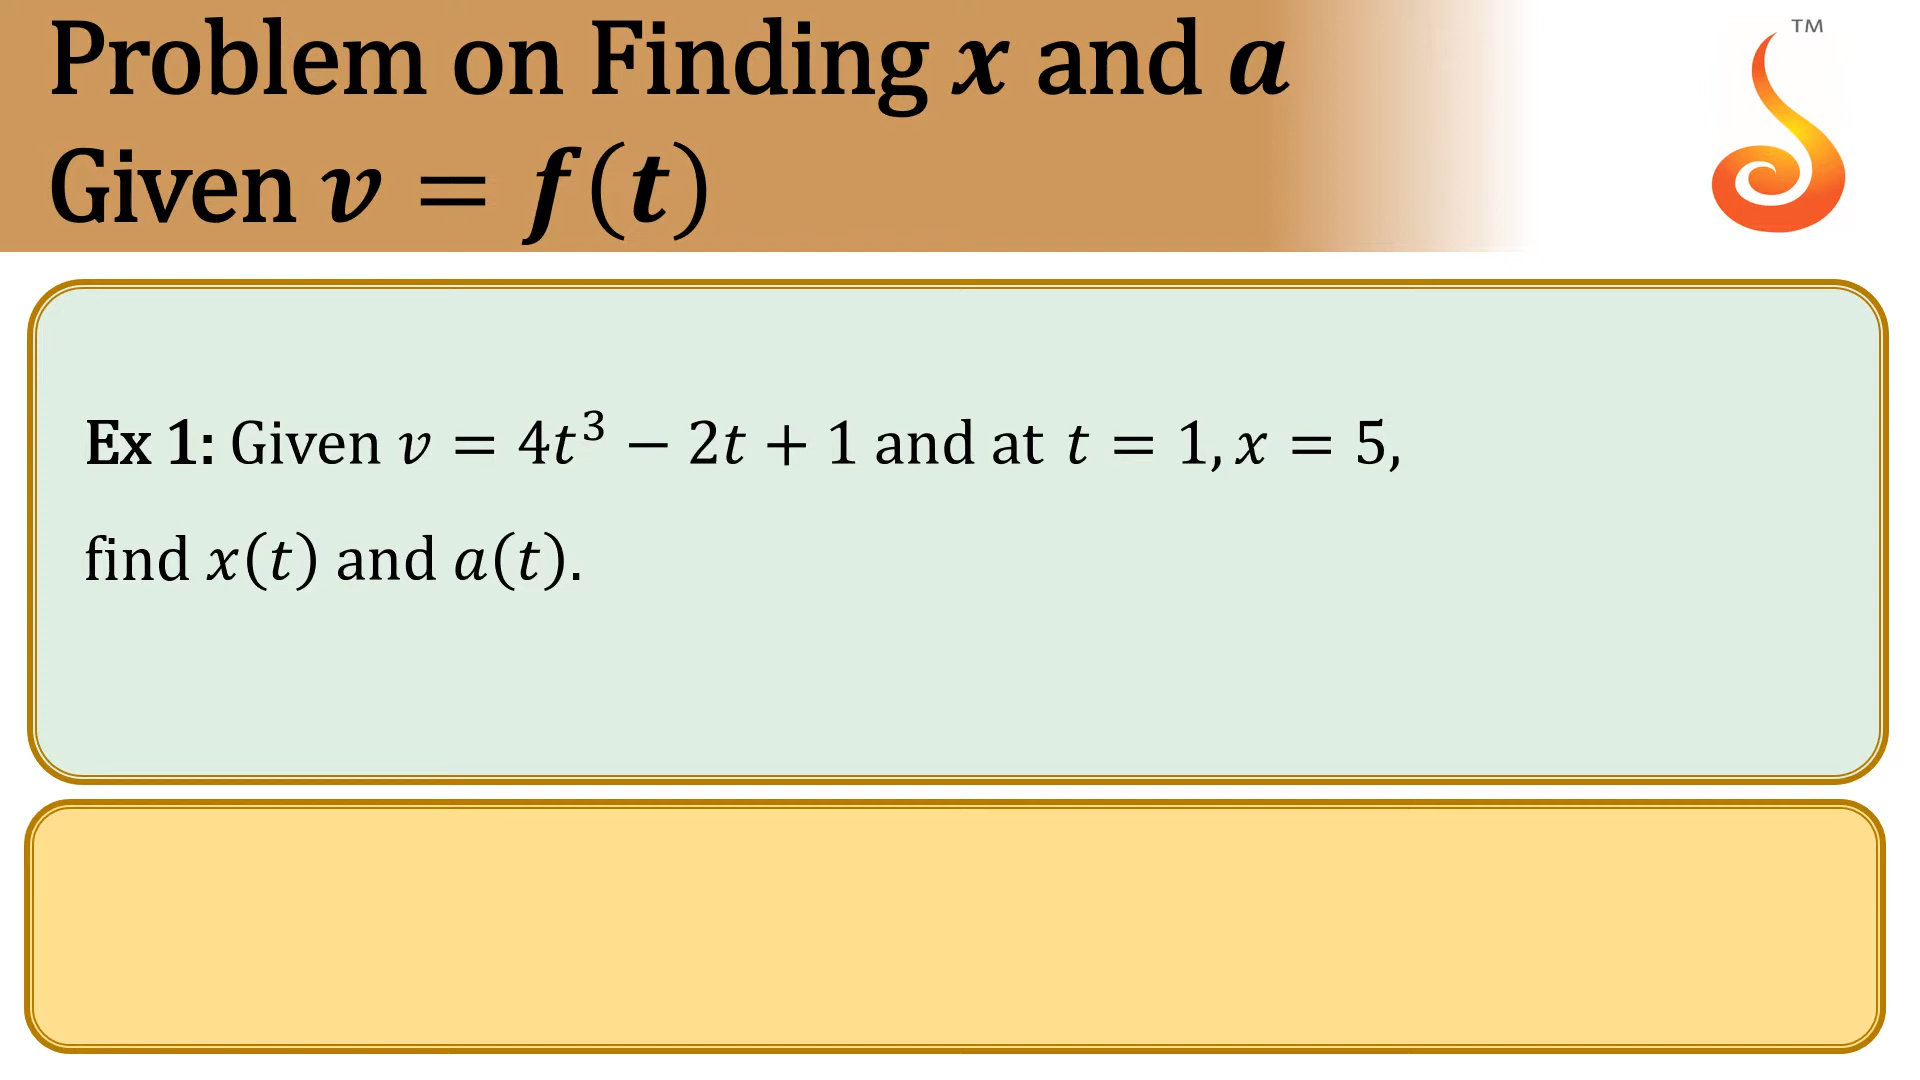 Problem on Finding x and a
Given v = f(t)
TM
Ex 1: Given v = 4t³ − 2t + 1 and at t = 1, x = 5,
find x(t) and a(t).